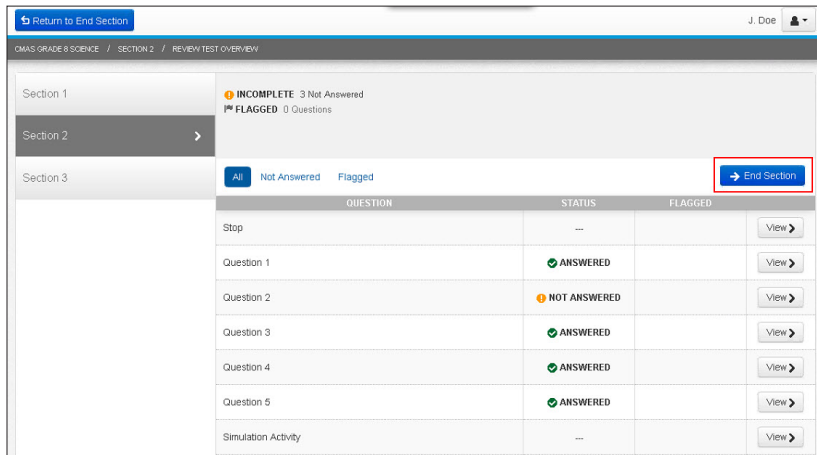 Return to End Section
J. Doe
CMAS GRADE 8 SCIENCE / SECTION 2 / REVIEW TEST OVERVIEW
Section 1
Section 2
Section 3
INCOMPLETE 3 Not Answered
FLAGGED 0 Questions
All Not Answered Flagged
End Section
QUESTION STATUS FLAGGED
Stop --- View
Question 1 ANSWERED View
Question 2 NOT ANSWERED View
Question 3 ANSWERED View
Question 4 ANSWERED View
Question 5 ANSWERED View
Simulation Activity --- View